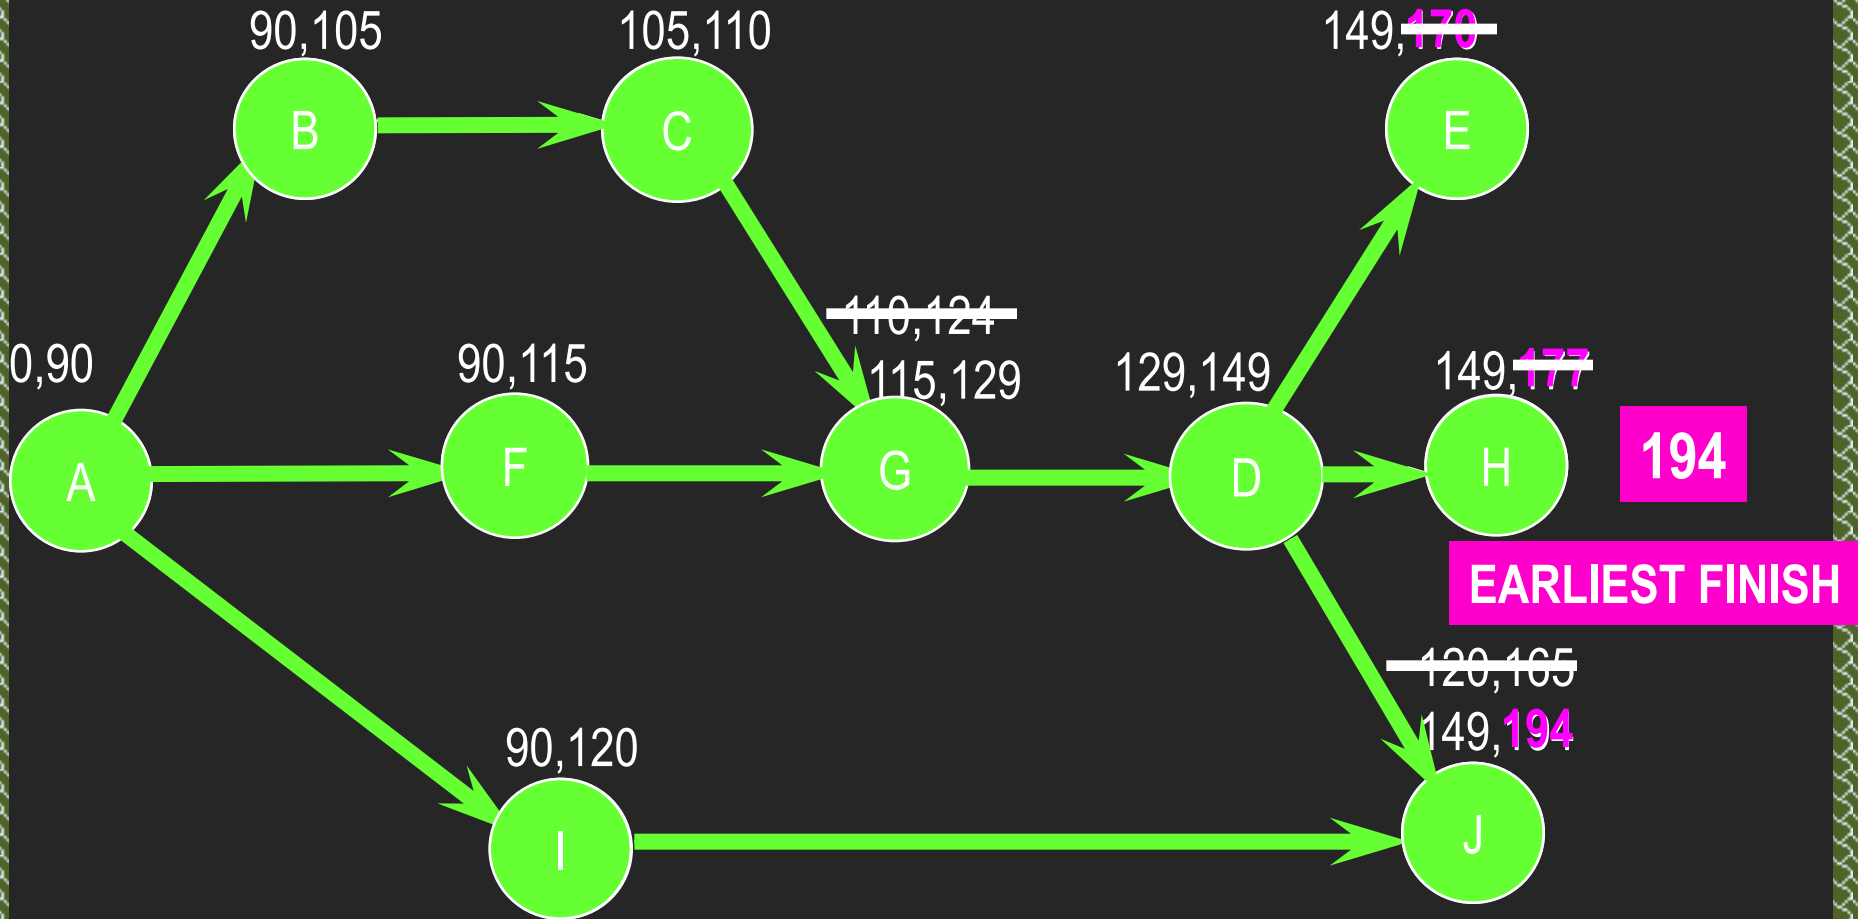 90,105
105,110
149,170
B
C
E
110,124
0,90
90,115
115,129
129,149
149,177
A
F
G
D
H
194
EARLIEST FINISH
120,165
90,120
149,194
I
J